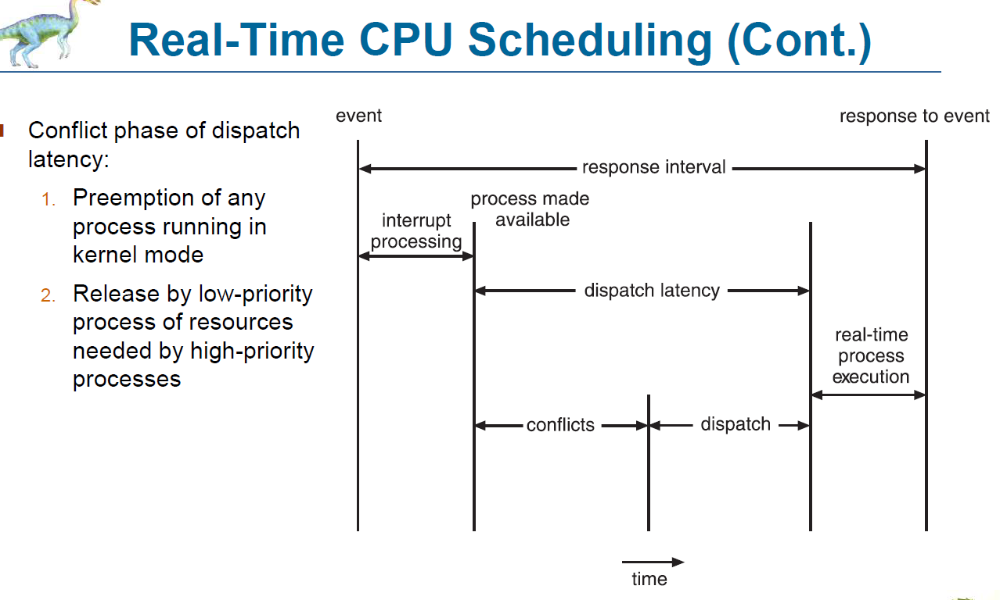 Real-Time CPU Scheduling (Cont.)
Conflict phase of dispatch
latency:
1. Preemption of any
process running in
kernel mode
2. Release by low-priority
process of resources
needed by high-priority
processes
event
response to event
response interval
process made
available
interrupt
processing
dispatch latency
real-time
process
execution
conflicts
dispatch
time